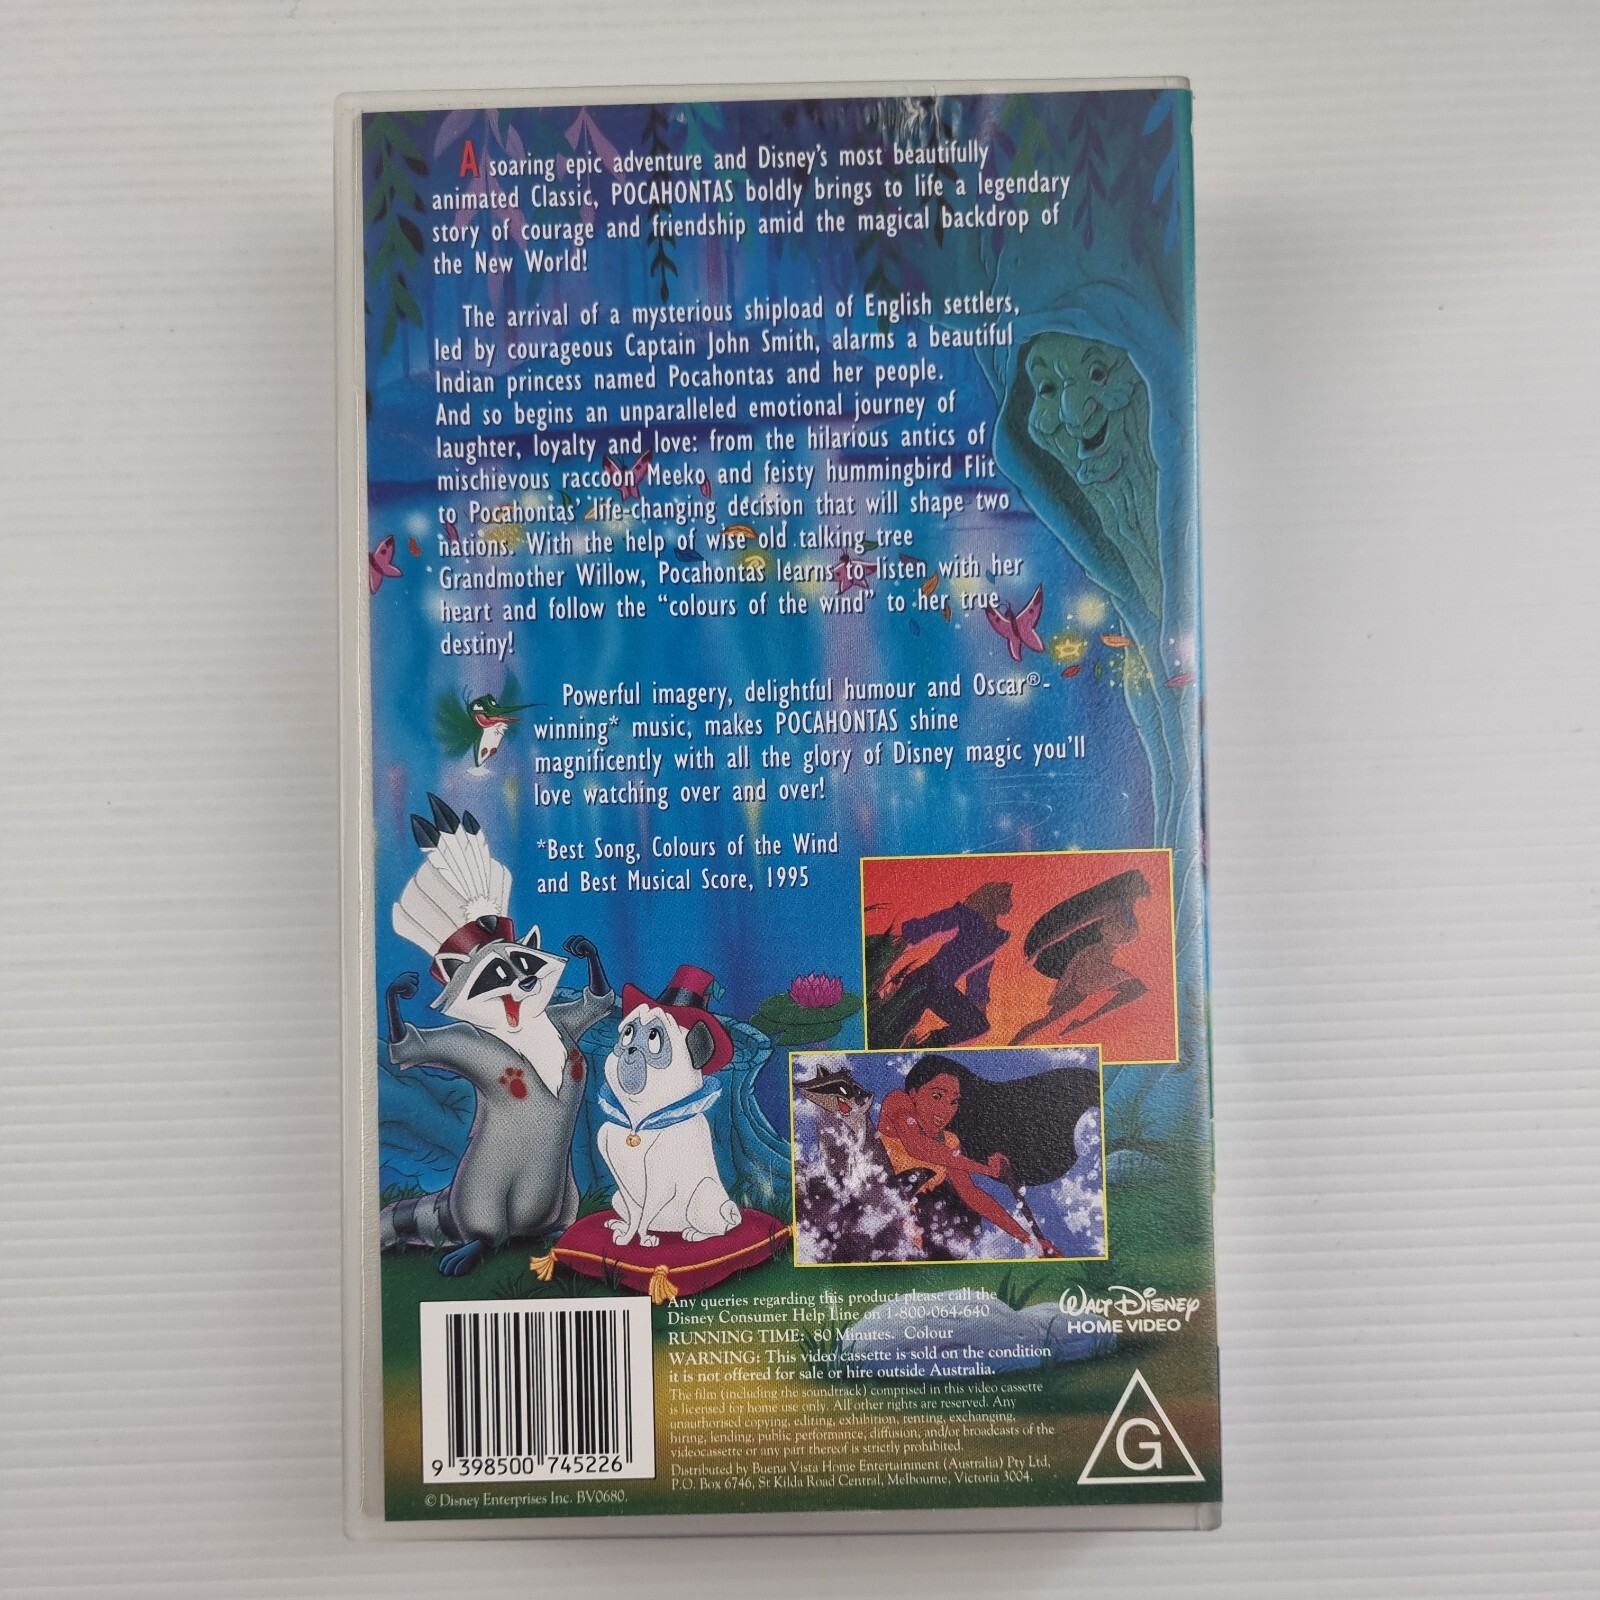 A soaring epic adventure and Disney's most beautifully
animated Classic, POCAHONTAS boldly brings to life a legendary
story of courage and friendship amid the magical backdrop of
the New World!
The arrival of a mysterious shipload of English settlers,
led by courageous Captain John Smith, alarms a beautiful
Indian princess named Pocahontas and her people.
And so begins an unparalleled emotional journey of
laughter, loyalty and love: from the hilarious antics of
mischievous raccoon Meeko and feisty hummingbird Flit
to Pocahontas' life-changing decision that will shape two
nations. With the help of wise old talking tree
Grandmother Willow, Pocahontas learns to listen with her
heart and follow the "colours of the wind" to her true
destiny!
Powerful imagery, delightful humour and Oscar®-
winning* music, makes POCAHONTAS shine
magnificently with all the glory of Disney magic you'll
love watching over and over!
*Best Song, Colours of the Wind
and Best Musical Score, 1995
Any queries regarding this product please call the
Disney Consumer Help Line on 1-800-064-640
RUNNING TIME: 80 Minutes. Colour
WARNING: This video cassette is sold on the condition
it is not offered for sale or hire outside Australia.
The film (including the soundtrack) comprised in this video cassette
is licensed for home use only. All other rights are reserved. Any
unauthorised copying, editing, exhibition, renting, exchanging,
hiring, lending, public performance, diffusion, and/or broadcasts of the
videocassette or any part thereof is strictly prohibited.
Distributed by Buena Vista Home Entertainment (Australia) Pty Ltd,
P.O. Box 6746, St Kilda Road Central, Melbourne, Victoria 3004.
WALT DISNEY
HOME VIDEO
G
9 398500 745226
© Disney Enterprises Inc. BV0680.